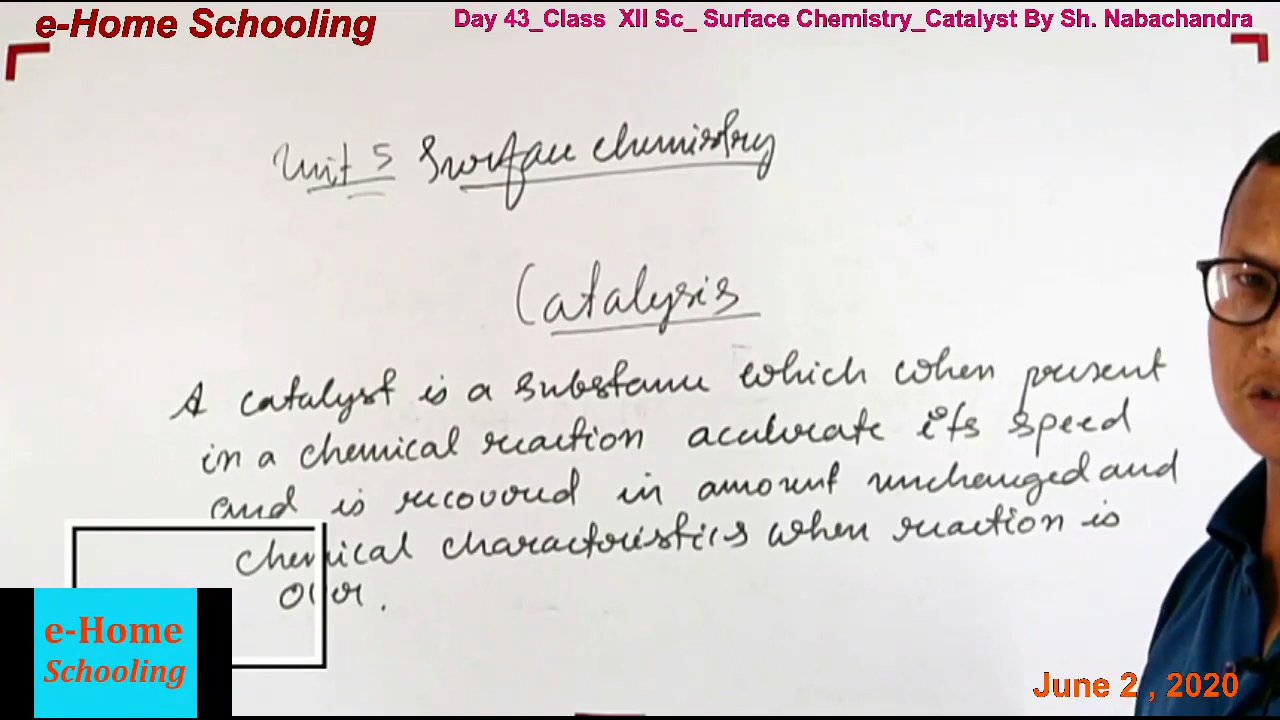 e-Home Schooling
Day 43_Class XII Sc_ Surface Chemistry_Catalyst By Sh. Nabachandra
Unit 5 Surface chemistry
Catalysis
A catalyst is a substance which when present
in a chemical reaction acclurate its speed
and is recovered in amount unchanged and
chemical characteristics when reaction is
over.
e-Home
Schooling
June 2 , 2020